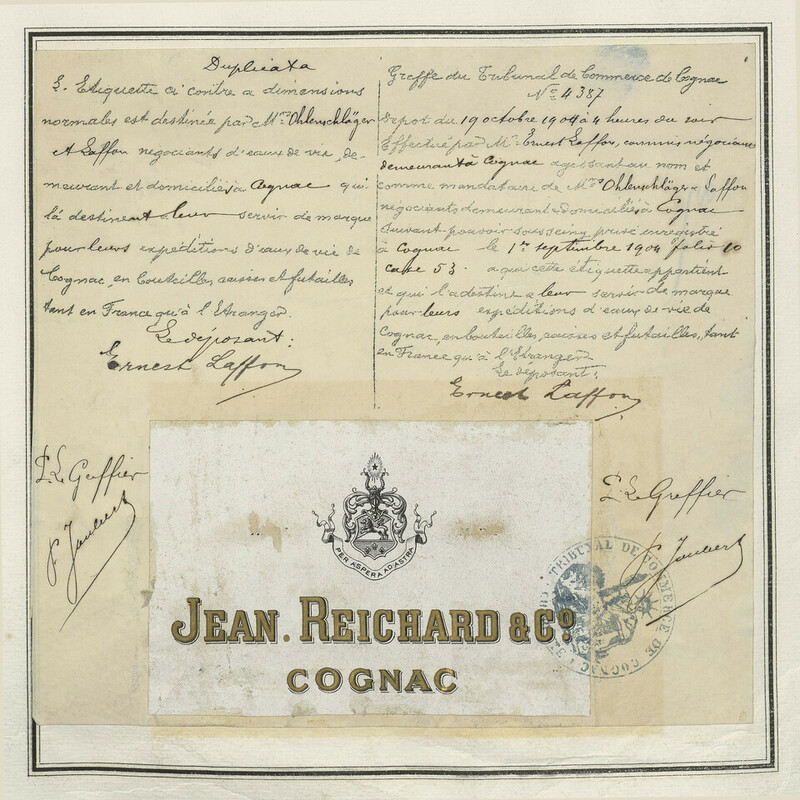 Duplicata
L. Etiquette ci contre a dimensions
normales est destinée par Mrs Ohlenschläger
& Laffon négociants d'eaux de vie, de-
meurant et domiciliés à Cognac qui
la destinent a leur servir de marque
pour leurs expéditions d'eaux de vie de
Cognac, en bouteilles, caisses et futailles
tant en France qu'à l'Etranger.
Le déposant:
Ernest Laffon
Greffe du Tribunal de Commerce de Cognac
No 4387
Depot du 19 octobre 1904 à 4 heures du soir
Effectué par Mr Ernest Laffon, commis négociant
demeurant à Cognac agissant au nom et
comme mandataire de Mrs Ohlenschläger & Laffon
négociants demeurant & domiciliés à Cognac
suivant pouvoir sous seing privé enregistré
à Cognac le 1er septembre 1904 folio 10
case 53. a qui cette étiquette appartient
et qui l'a destine a leur servir de marque
pour leurs expéditions d'eaux de vie de
Cognac, en bouteilles, caisses et futailles, tant
en France qu'à l'Etranger
Le déposant:
Ernest Laffon
P. Le Greffier
P. Le Greffier
PER ASPERA AD ASTRA
JEAN. REICHARD & Co.
COGNAC
TRIBUNAL DE COMMERCE DE COGNAC